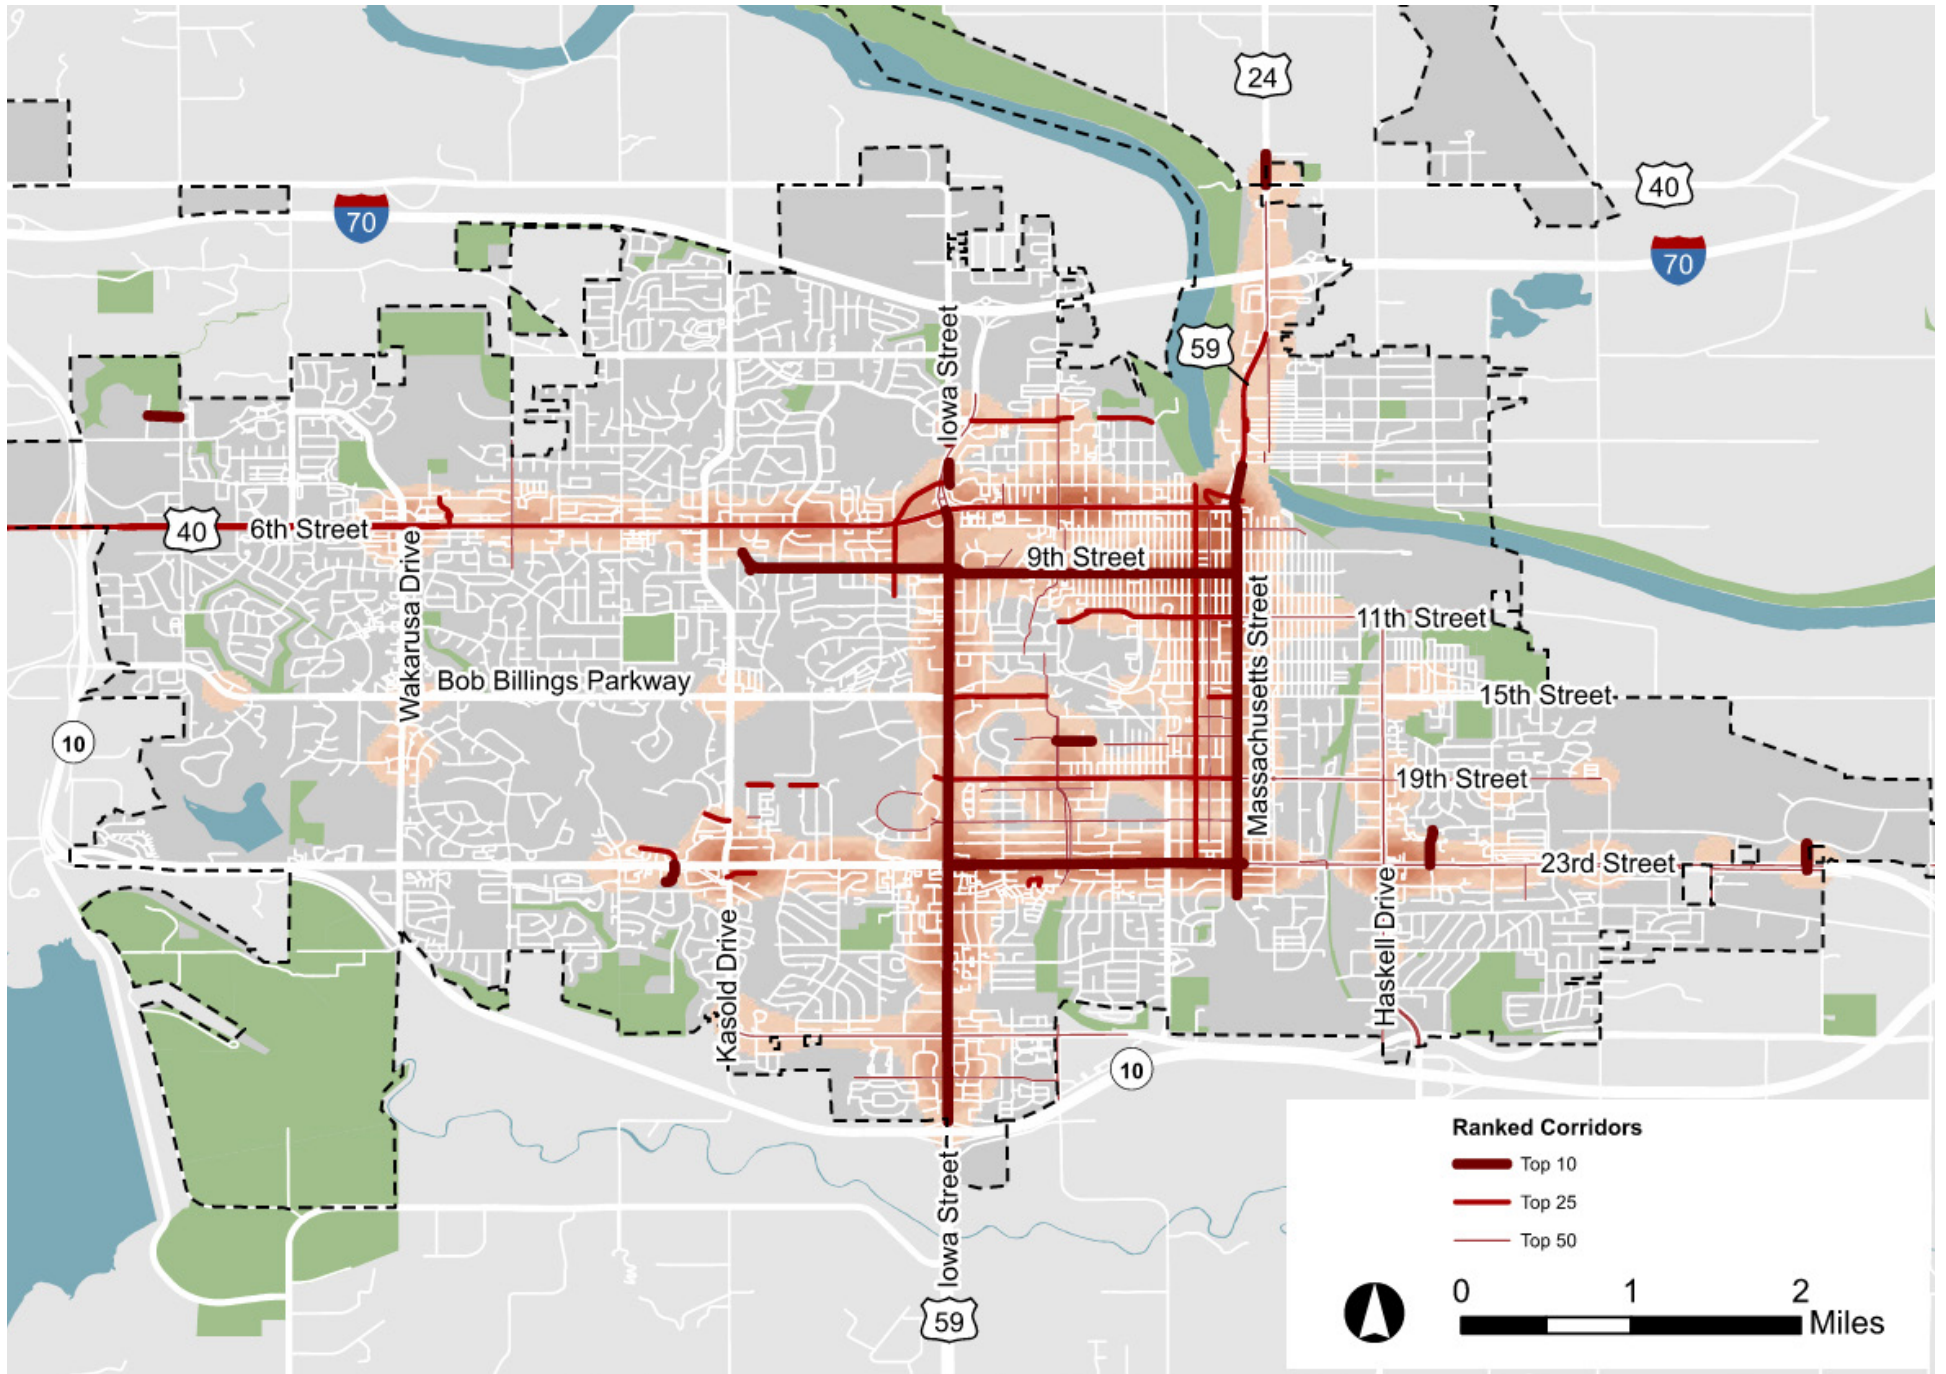 24
40
70
70
59
Iowa Street
40
6th Street
9th Street
Wakarusa Drive
Massachusetts Street
11th Street
Bob Billings Parkway
15th Street
10
19th Street
23rd Street
Kasold Drive
Haskell Drive
10
Iowa Street
59
Ranked Corridors
Top 10
Top 25
Top 50
0 1 2
Miles